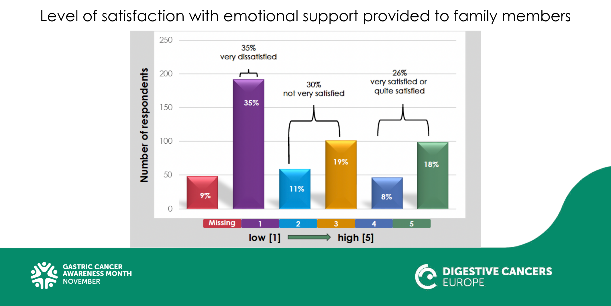 Level of satisfaction with emotional support provided to family members
250
200
150
100
50
0
Number of respondents
35%
very dissatisfied
30%
not very satisfied
26%
very satisfied or
quite satisfied
9%
35%
11%
19%
8%
18%
Missing 1 2 3 4 5
low [1] high [5]
GASTRIC CANCER
AWARENESS MONTH
NOVEMBER
DIGESTIVE CANCERS
EUROPE